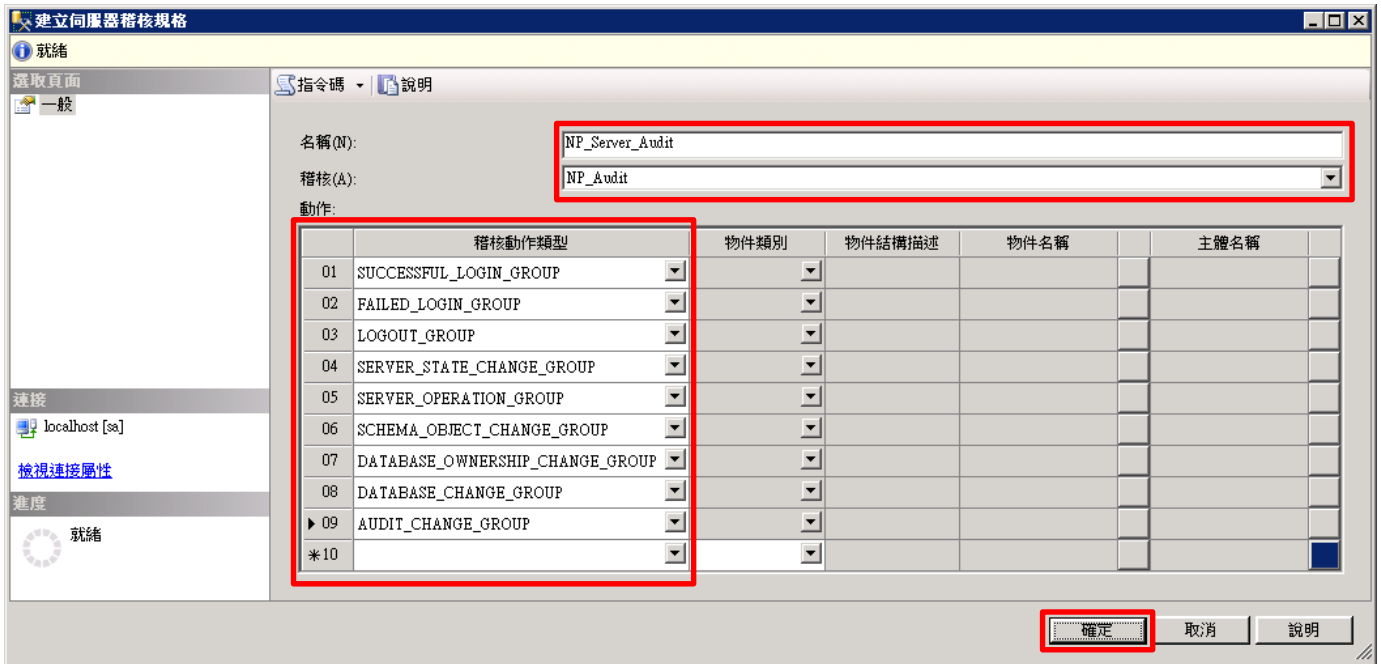 建立伺服器稽核規格
就緒
選取頁面
一般
指令碼 說明
名稱(N): NP_Server_Audit
稽核(A): NP_Audit
動作:
稽核動作類型 物件類別 物件結構描述 物件名稱 主體名稱
01 SUCCESSFUL_LOGIN_GROUP
02 FAILED_LOGIN_GROUP
03 LOGOUT_GROUP
04 SERVER_STATE_CHANGE_GROUP
05 SERVER_OPERATION_GROUP
06 SCHEMA_OBJECT_CHANGE_GROUP
07 DATABASE_OWNERSHIP_CHANGE_GROUP
08 DATABASE_CHANGE_GROUP
09 AUDIT_CHANGE_GROUP
*10
連接
localhost [sa]
檢視連接屬性
進度
就緒
確定 取消 說明